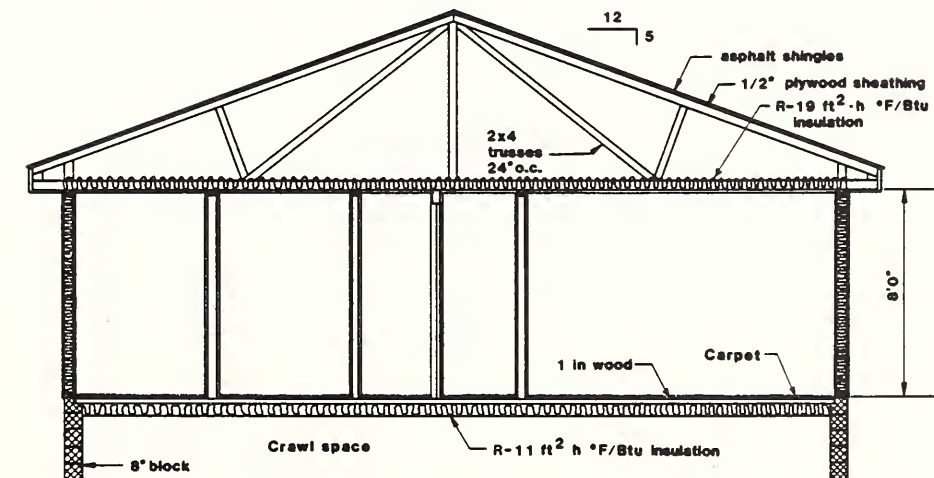 12
5
asphalt shingles
1/2" plywood sheathing
R-19 ft²·h °F/Btu
insulation
2x4
trusses
24"o.c.
8.0'
1 in wood
Carpet
Crawl space
R-11 ft² h °F/Btu insulation
8" block